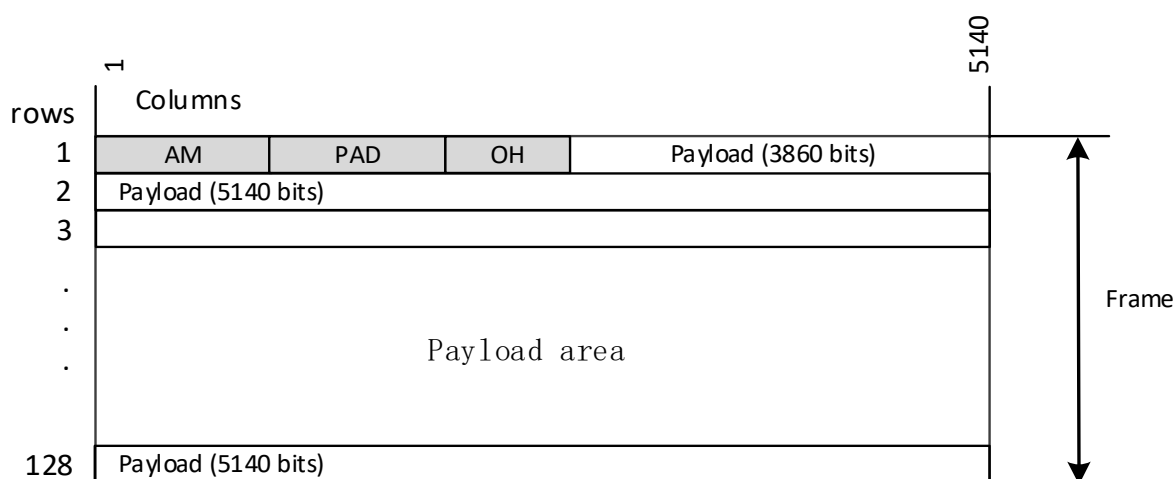 1
5140
Columns
rows
1 AM PAD OH Payload (3860 bits)
2 Payload (5140 bits)
3
.
.
.
Payload area
Frame
128 Payload (5140 bits)